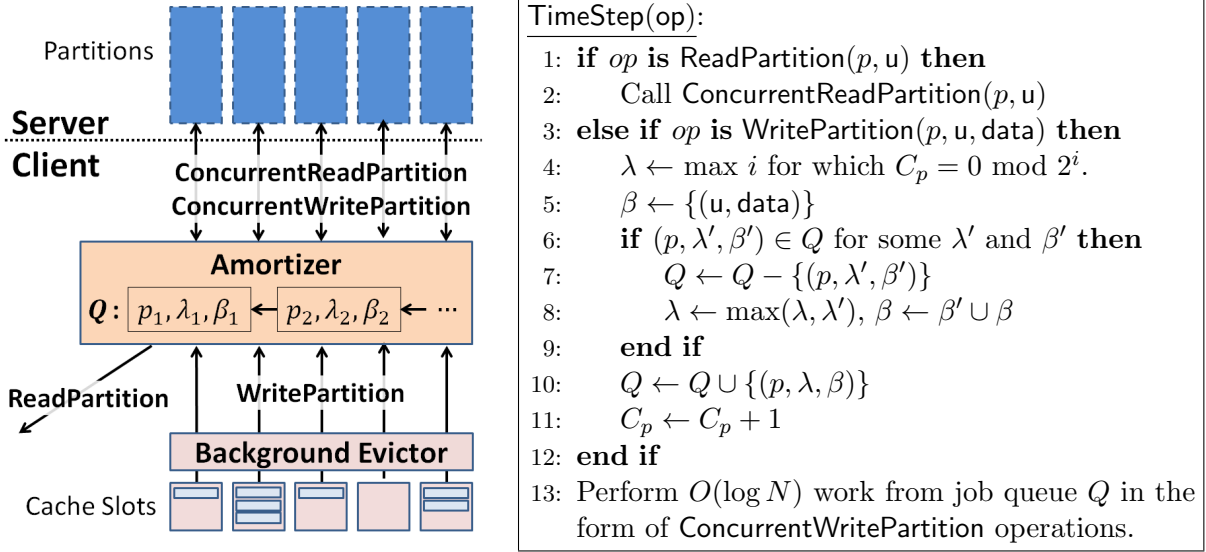 Partitions
Server
Client
ConcurrentReadPartition
ConcurrentWritePartition
Amortizer
Q: p₁, λ₁, β₁ p₂, λ₂, β₂ ...
ReadPartition
WritePartition
Background Evictor
Cache Slots
TimeStep(op):
1: if op is ReadPartition(p, u) then
2: Call ConcurrentReadPartition(p, u)
3: else if op is WritePartition(p, u, data) then
4: λ ← max i for which Cₚ = 0 mod 2ⁱ.
5: β ← {(u, data)}
6: if (p, λ′, β′) ∈ Q for some λ′ and β′ then
7: Q ← Q − {(p, λ′, β′)}
8: λ ← max(λ, λ′), β ← β′ ∪ β
9: end if
10: Q ← Q ∪ {(p, λ, β)}
11: Cₚ ← Cₚ + 1
12: end if
13: Perform O(log N) work from job queue Q in the
form of ConcurrentWritePartition operations.